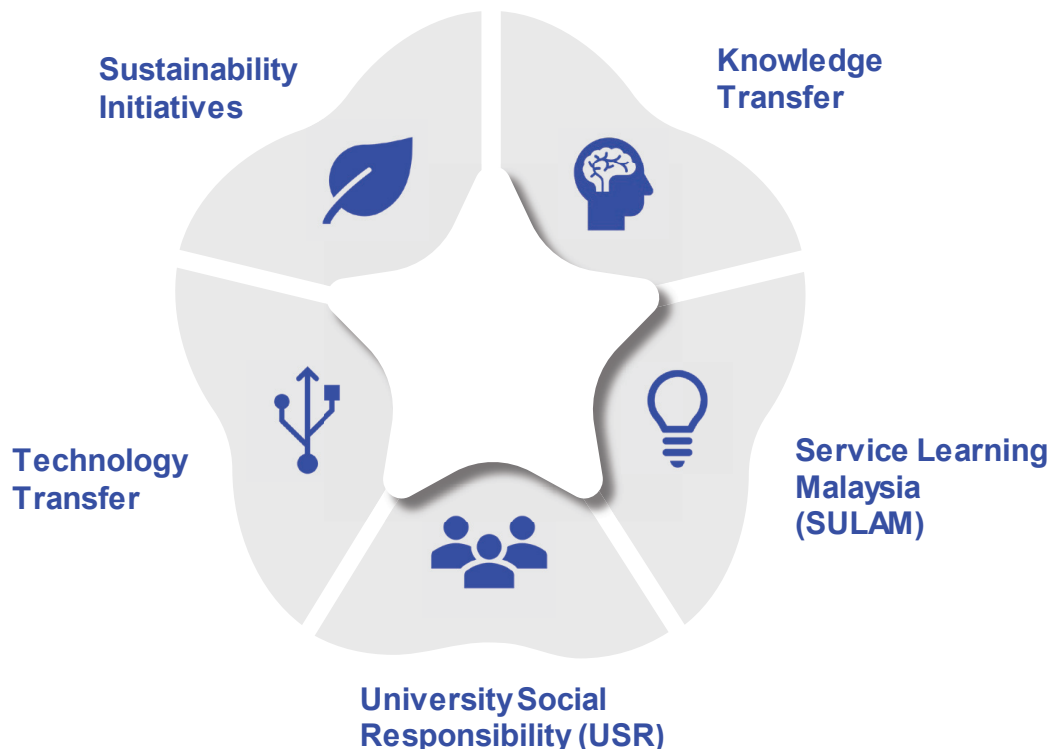 Sustainability
Initiatives
Knowledge
Transfer
Technology
Transfer
Service Learning
Malaysia
(SULAM)
University Social
Responsibility (USR)